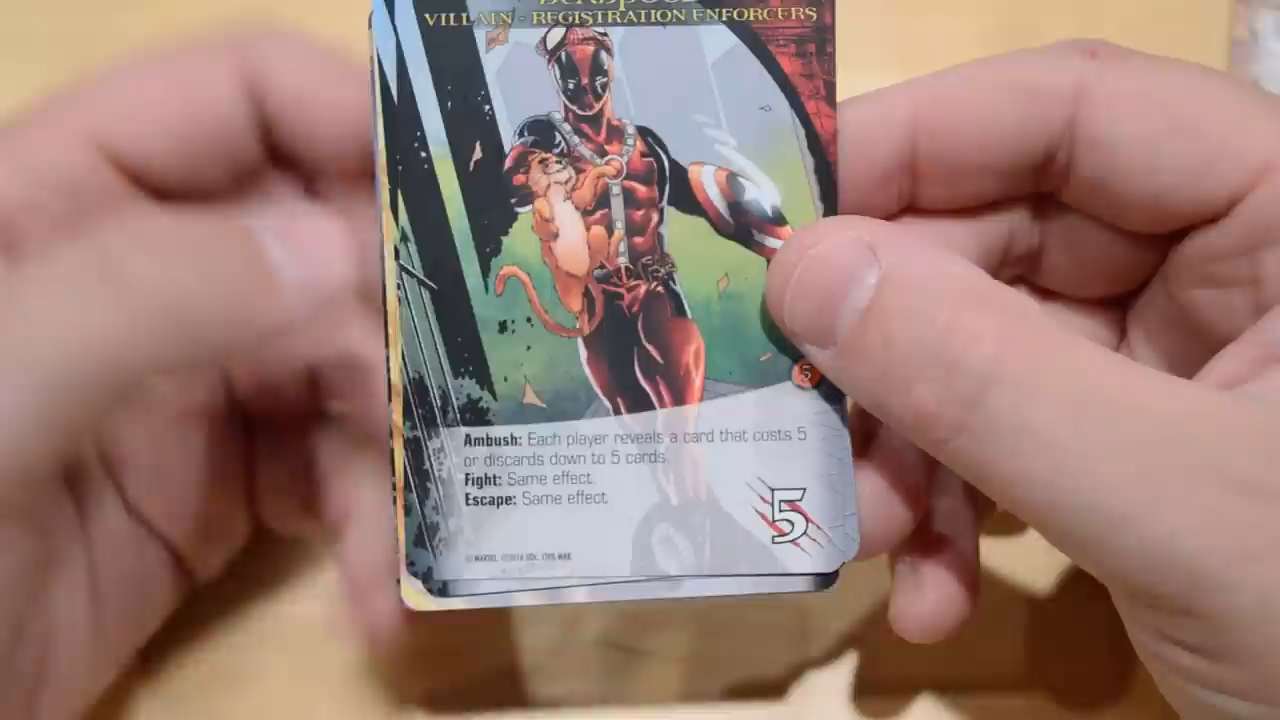 VILLAIN - REGISTRATION ENFORCERS
5
Ambush: Each player reveals a card that costs 5
or discards down to 5 cards.
Fight: Same effect.
Escape: Same effect
5